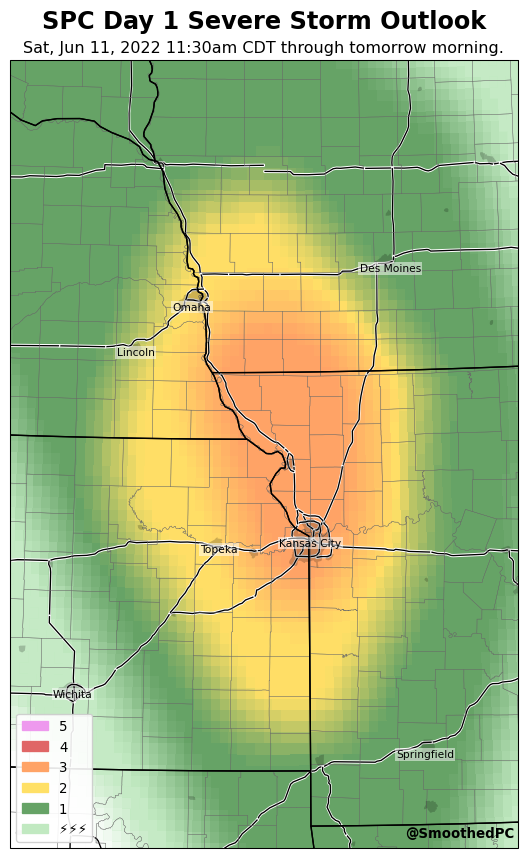 SPC Day 1 Severe Storm Outlook
Sat, Jun 11, 2022 11:30am CDT through tomorrow morning.
Des Moines
Omaha
Lincoln
Kansas City
Topeka
Wichita
Springfield
5
4
3
2
1
⚡⚡⚡
@SmoothedPC